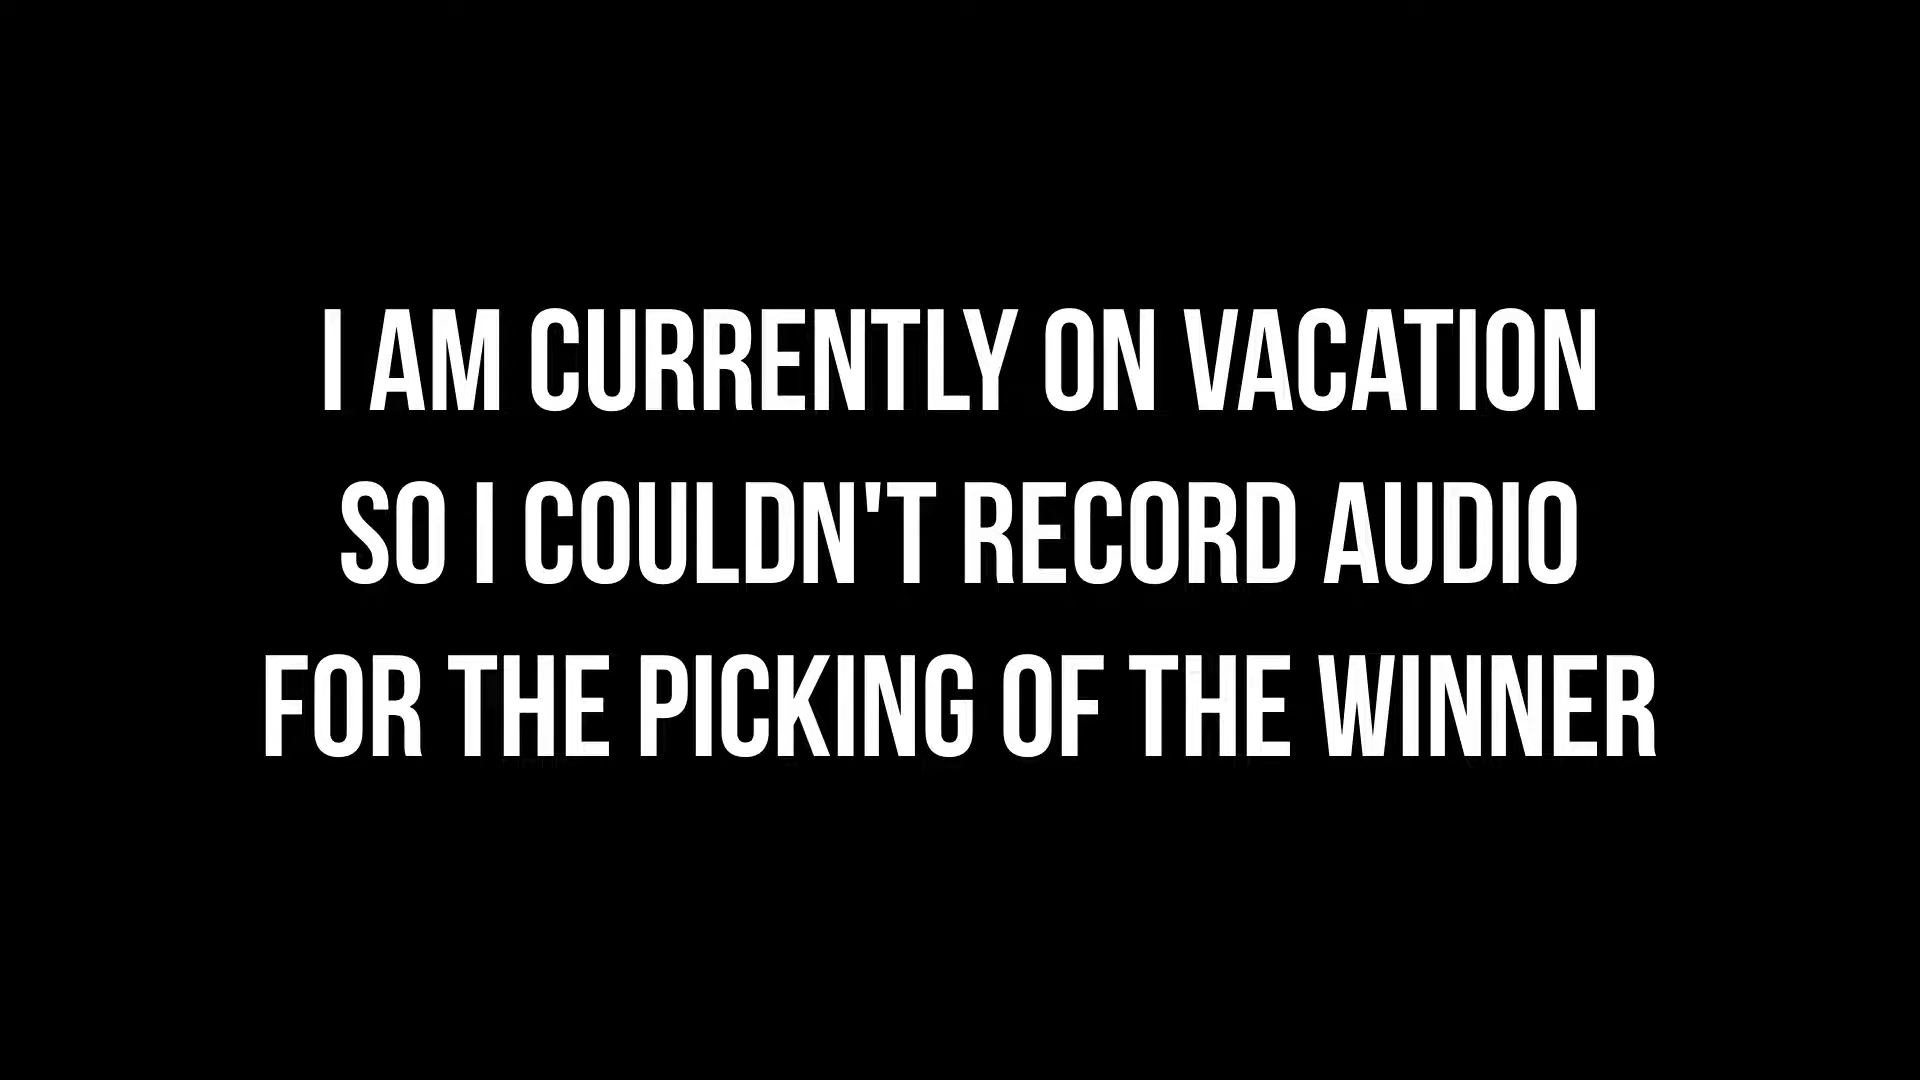 I AM CURRENTLY ON VACATION
SO I COULDN'T RECORD AUDIO
FOR THE PICKING OF THE WINNER